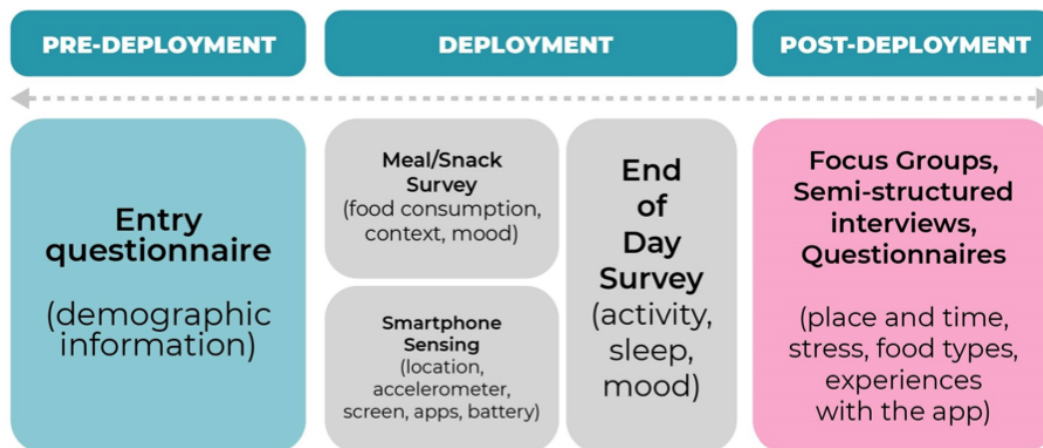 PRE-DEPLOYMENT
DEPLOYMENT
POST-DEPLOYMENT
Entry
questionnaire
(demographic
information)
Meal/Snack
Survey
(food consumption,
context, mood)
Smartphone
Sensing
(location,
accelerometer,
screen, apps, battery)
End
of
Day
Survey
(activity,
sleep,
mood)
Focus Groups,
Semi-structured
interviews,
Questionnaires
(place and time,
stress, food types,
experiences
with the app)